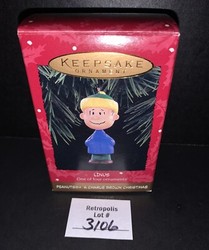 KEEPSAKE
ORNAMENT
LINUS
PEANUTS® A CHARLIE BROWN CHRISTMAS
Retropolis
Lot #
3106